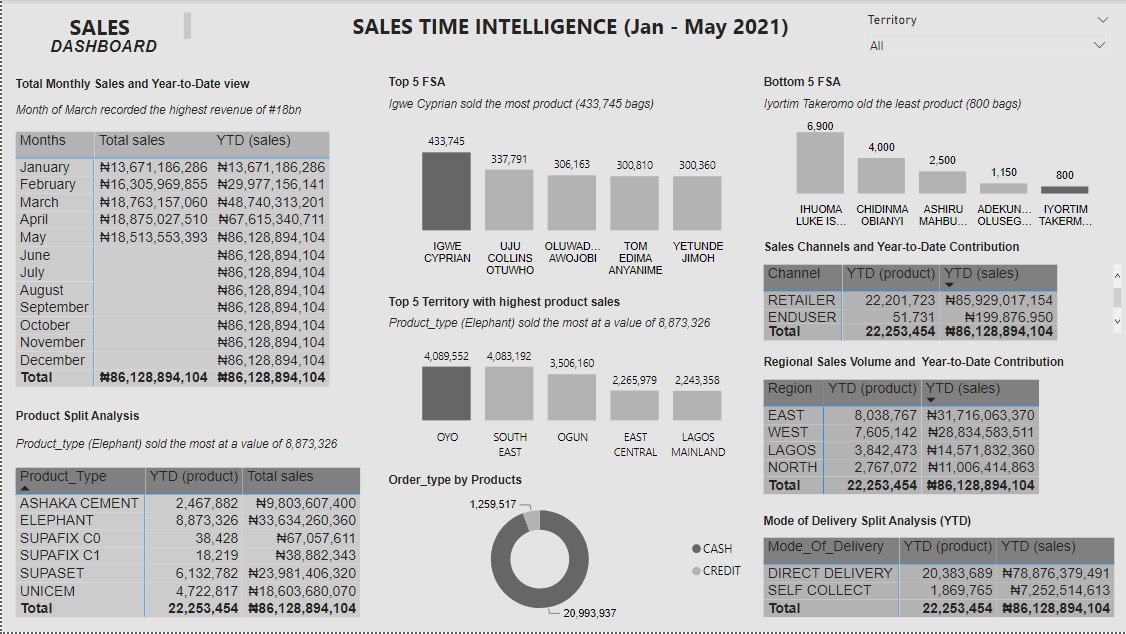 SALES
DASHBOARD
SALES TIME INTELLIGENCE (Jan - May 2021)
Territory
All
Total Monthly Sales and Year-to-Date view
Month of March recorded the highest revenue of #18bn
Months Total sales YTD (sales)
January ₦13,671,186,286 ₦13,671,186,286
February ₦16,305,969,855 ₦29,977,156,141
March ₦18,763,157,060 ₦48,740,313,201
April ₦18,875,027,510 ₦67,615,340,711
May ₦18,513,553,393 ₦86,128,894,104
June ₦86,128,894,104
July ₦86,128,894,104
August ₦86,128,894,104
September ₦86,128,894,104
October ₦86,128,894,104
November ₦86,128,894,104
December ₦86,128,894,104
Total ₦86,128,894,104 ₦86,128,894,104
Product Split Analysis
Product_type (Elephant) sold the most at a value of 8,873,326
Product_Type YTD (product) Total sales
ASHAKA CEMENT 2,467,882 ₦9,803,607,400
ELEPHANT 8,873,326 ₦33,634,260,360
SUPAFIX C0 38,428 ₦67,057,611
SUPAFIX C1 18,219 ₦38,882,343
SUPASET 6,132,782 ₦23,981,406,320
UNICEM 4,722,817 ₦18,603,680,070
Total 22,253,454 ₦86,128,894,104
Top 5 FSA
Igwe Cyprian sold the most product (433,745 bags)
433,745 337,791 306,163 300,810 300,360
IGWE UJU OLUWAD... TOM YETUNDE
CYPRIAN COLLINS AWOJOBI EDIMA JIMOH
OTUWHO ANYANIME
Top 5 Territory with highest product sales
Product_type (Elephant) sold the most at a value of 8,873,326
4,089,552 4,083,192 3,506,160 2,265,979 2,243,358
OYO SOUTH OGUN EAST LAGOS
EAST CENTRAL MAINLAND
Order_type by Products
1,259,517
CASH
CREDIT
20,993,937
Bottom 5 FSA
Iyortim Takeromo old the least product (800 bags)
6,900 4,000 2,500 1,150 800
IHUOMA CHIDINMA ASHIRU ADEKUN... IYORTIM
LUKE IS... OBIANYI MAHBU... OLUSEG... TAKERM...
Sales Channels and Year-to-Date Contribution
Channel YTD (product) YTD (sales)
RETAILER 22,201,723 ₦85,929,017,154
ENDUSER 51,731 ₦199,876,950
Total 22,253,454 ₦86,128,894,104
Regional Sales Volume and Year-to-Date Contribution
Region YTD (product) YTD (sales)
EAST 8,038,767 ₦31,716,063,370
WEST 7,605,142 ₦28,834,583,511
LAGOS 3,842,473 ₦14,571,832,360
NORTH 2,767,072 ₦11,006,414,863
Total 22,253,454 ₦86,128,894,104
Mode of Delivery Split Analysis (YTD)
Mode_Of_Delivery YTD (product) YTD (sales)
DIRECT DELIVERY 20,383,689 ₦78,876,379,491
SELF COLLECT 1,869,765 ₦7,252,514,613
Total 22,253,454 ₦86,128,894,104